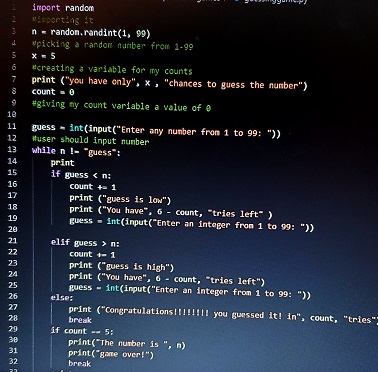 guessinggame.py
1 import random
2 #importing it
3 n = random.randint(1, 99)
4 #picking a random number from 1-99
5 x = 5
6 #creating a variable for my counts
7 print ("you have only", x , "chances to guess the number")
8 count = 0
9 #giving my count variable a value of 0
10
11 guess = int(input("Enter any number from 1 to 99: "))
12 #user should input number
13 while n != "guess":
14 print
15 if guess < n:
16 count += 1
17 print ("guess is low")
18 print ("You have", 6 - count, "tries left" )
19 guess = int(input("Enter an integer from 1 to 99: "))
20
21 elif guess > n:
22 count += 1
23 print ("guess is high")
24 print ("You have", 6 - count, "tries left")
25 guess = int(input("Enter an integer from 1 to 99: "))
26 else:
27 print ("Congratulations!!!!!!!! you guessed it! in", count, "tries"
28 break
29 if count == 5:
30 print("The number is ", n)
31 print("game over!")
32 break